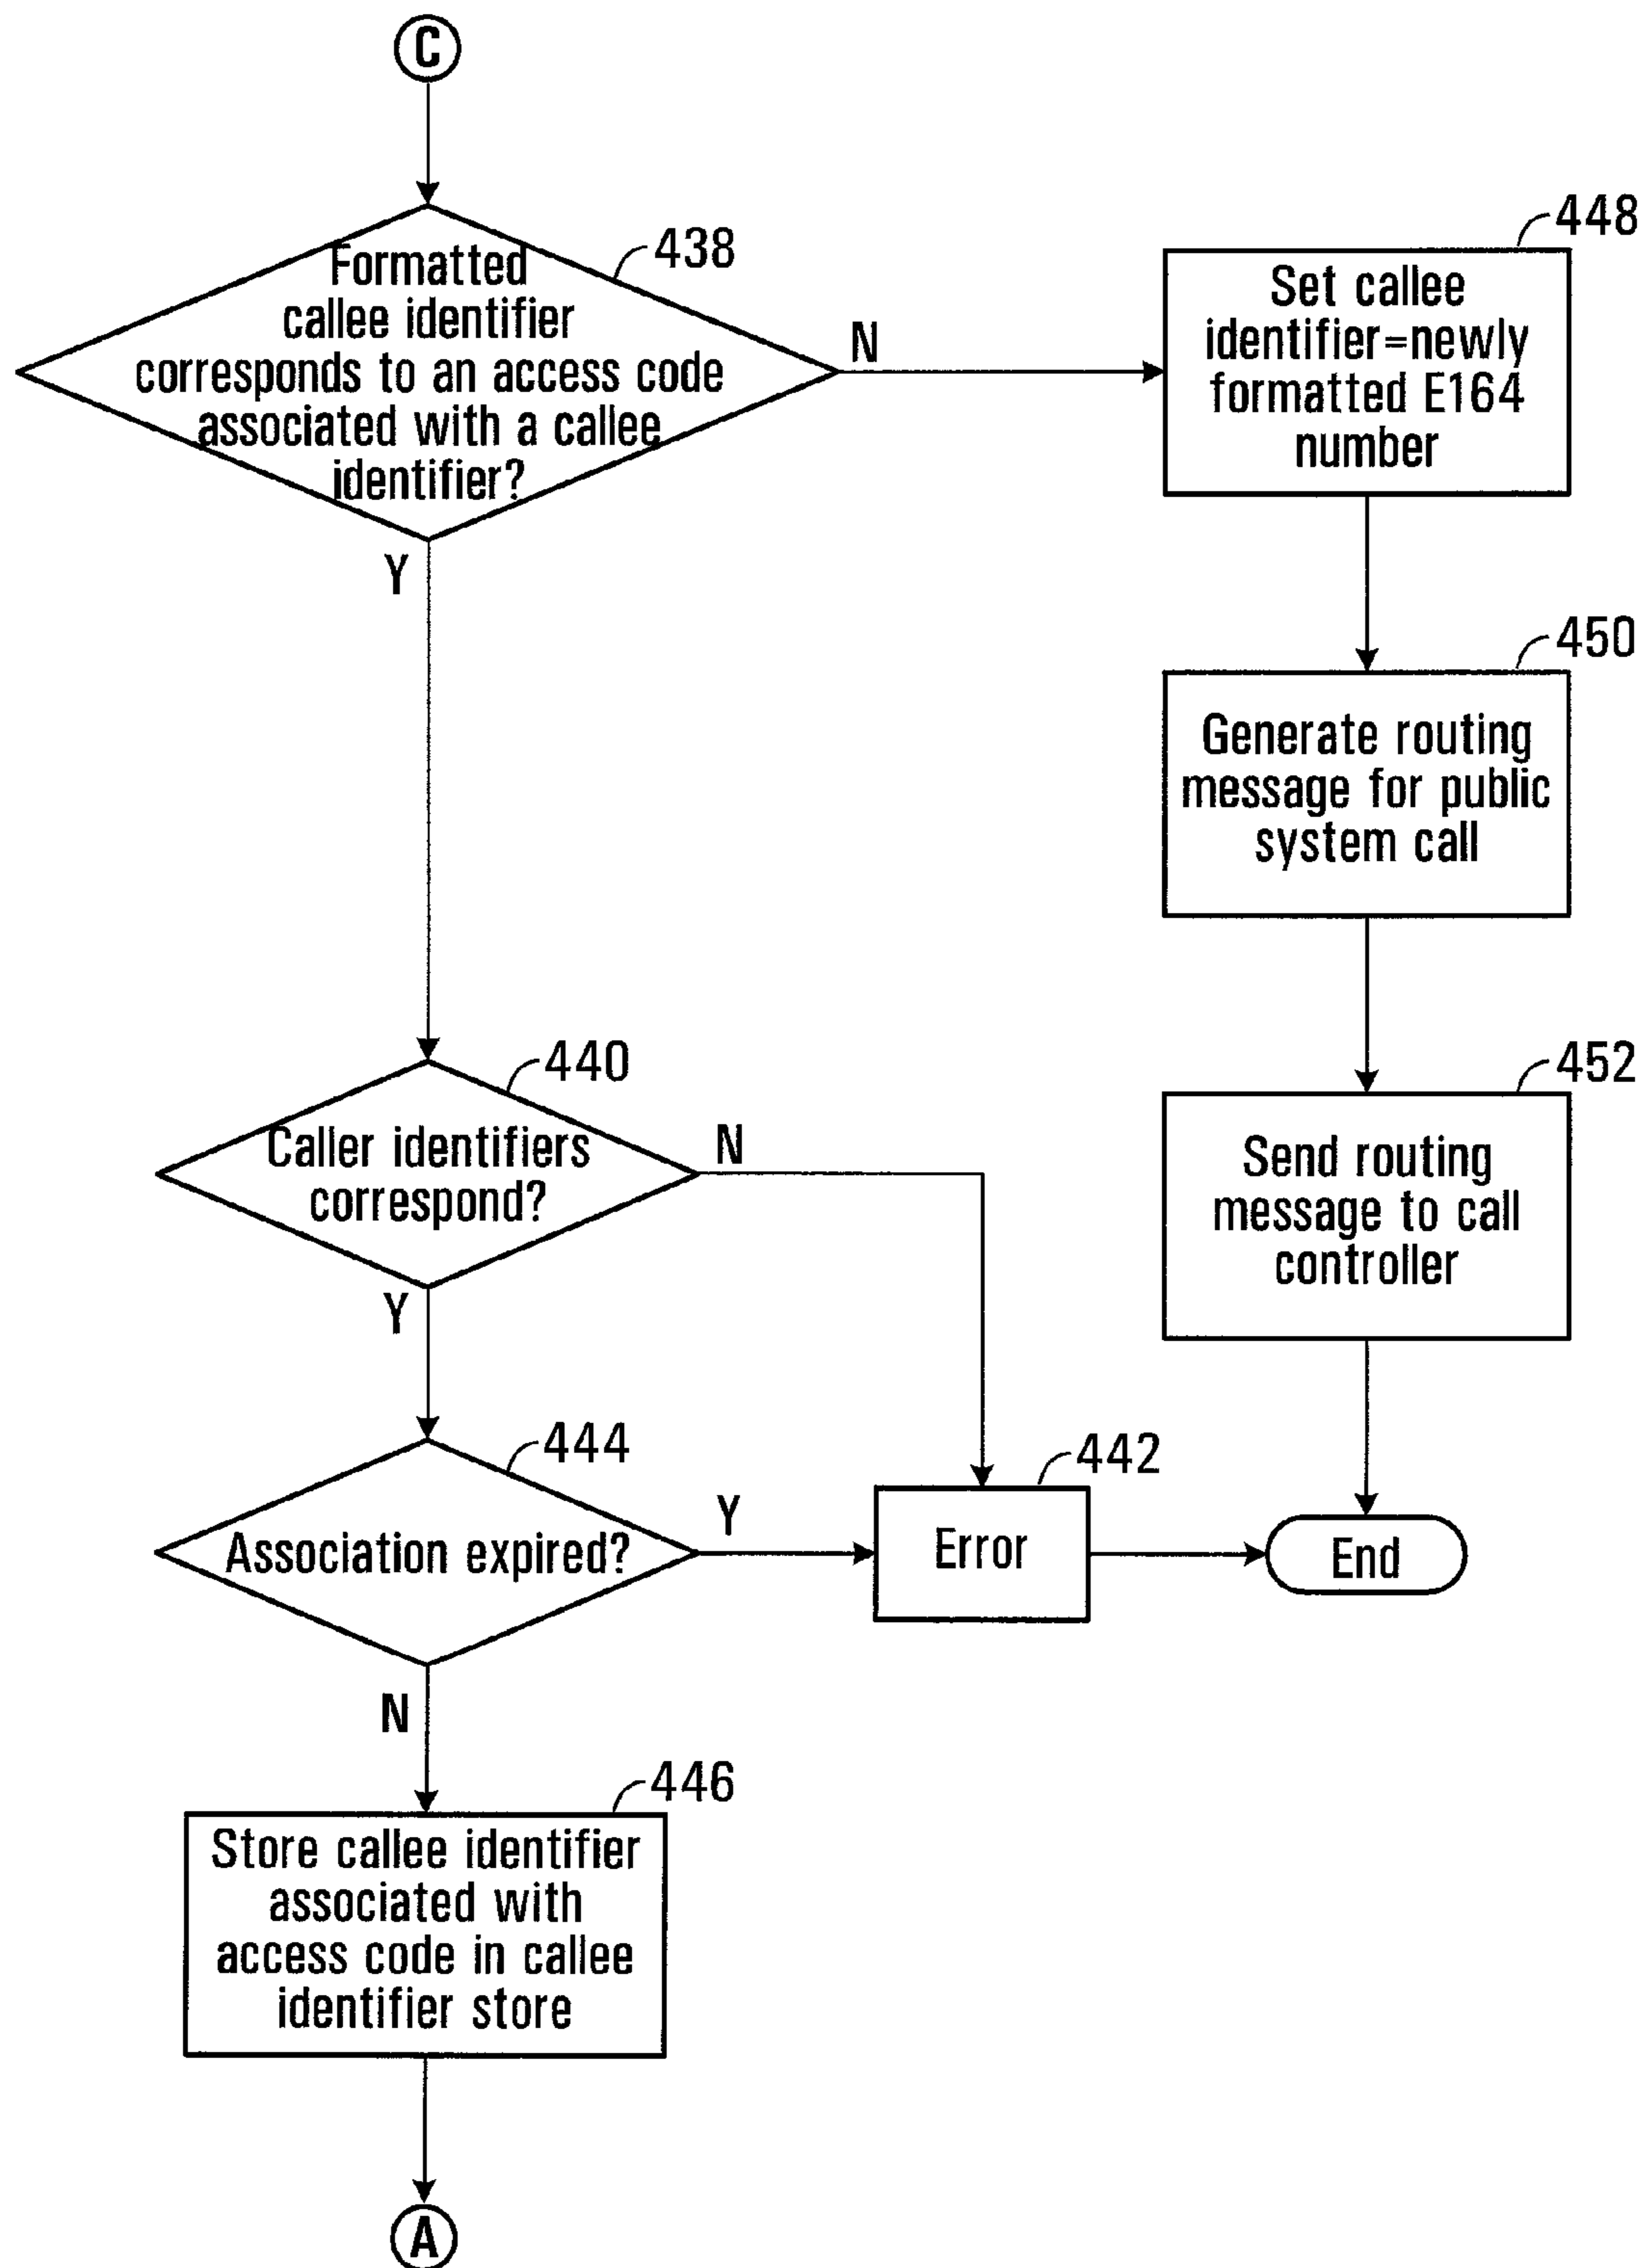 C
438
Formatted
callee identifier
corresponds to an access code
associated with a callee
identifier?
N
Y
448
Set callee
identifier=newly
formatted E164
number
450
Generate routing
message for public
system call
440
Caller identifiers
correspond?
N
Y
452
Send routing
message to call
controller
444
Association expired?
Y
N
442
Error
End
446
Store callee identifier
associated with
access code in callee
identifier store
A